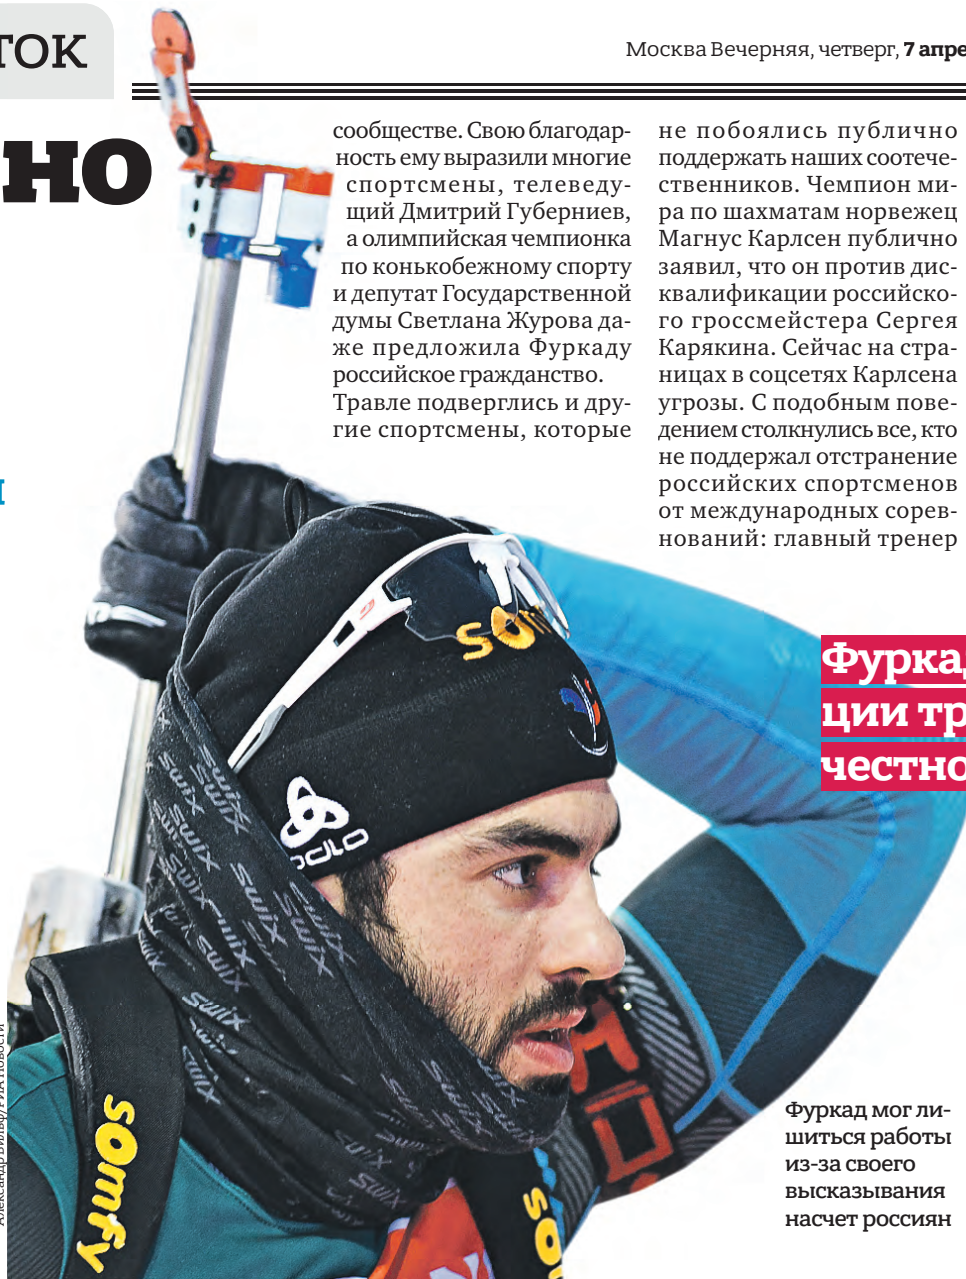 ТОК
Москва Вечерняя, четверг, 7 апре
но
сообществе. Свою благодар-
ность ему выразили многие
спортсмены, телеведу-
щий Дмитрий Губерниев,
а олимпийская чемпионка
по конькобежному спорту
и депутат Государственной
думы Светлана Журова да-
же предложила Фуркаду
российское гражданство.
Травле подверглись и дру-
гие спортсмены, которые
не побоялись публично
поддержать наших соотече-
ственников. Чемпион ми-
ра по шахматам норвежец
Магнус Карлсен публично
заявил, что он против дис-
квалификации российско-
го гроссмейстера Сергея
Карякина. Сейчас на стра-
ницах в соцсетях Карлсена
угрозы. С подобным пове-
дением столкнулись все, кто
не поддержал отстранение
российских спортсменов
от международных сорев-
нований: главный тренер
Фурка
ции тр
честно
odlo
swix
somfy
Фуркад мог ли-
шиться работы
из-за своего
высказывания
насчет россиян